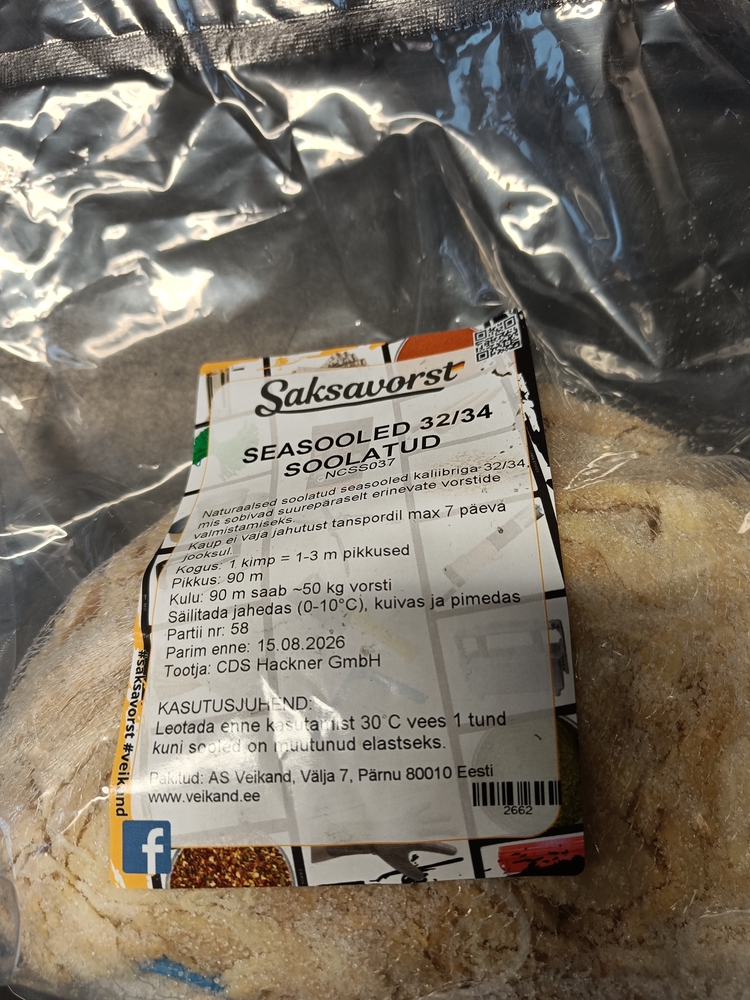 Saksavorst
SEASOOLED 32/34
SOOLATUD
NCSS037
Naturaalsed soolatud seasooled kaliibriga 32/34,
mis sobivad suurepäraselt erinevate vorstide
valmistamiseks.
Kaup ei vaja jahutust tanspordil max 7 päeva
jooksul.
Kogus: 1 kimp = 1-3 m pikkused
Pikkus: 90 m
Kulu: 90 m saab ~50 kg vorsti
Säilitada jahedas (0-10°C), kuivas ja pimedas
Partii nr: 58
Parim enne: 15.08.2026
Tootja: CDS Hackner GmbH
KASUTUSJUHEND:
Leotada enne kasutamist 30°C vees 1 tund
kuni sooled on muutunud elastseks.
Pakitud: AS Veikand, Välja 7, Pärnu 80010 Eesti
www.veikand.ee
2662
#saksavorst #veikand
f